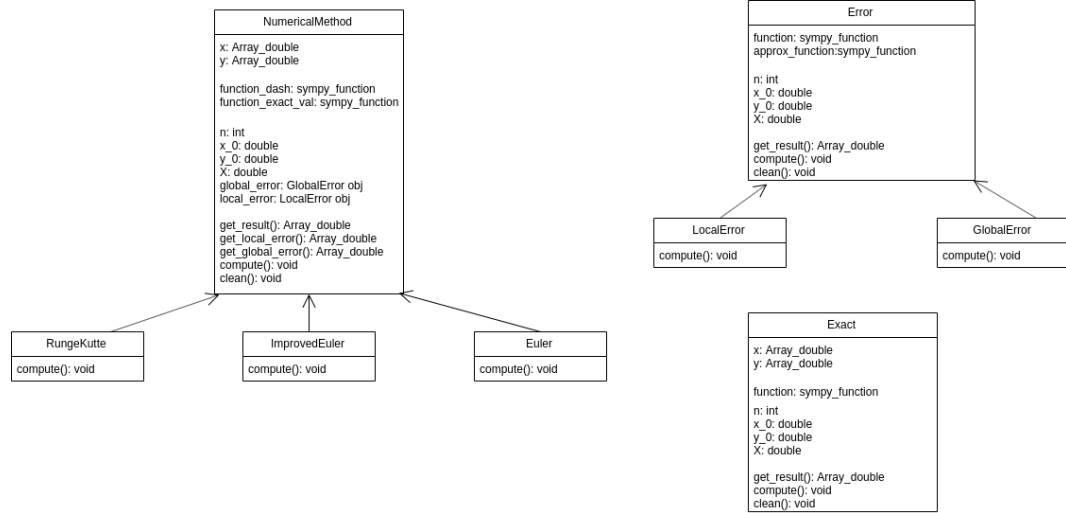 NumericalMethod
x: Array_double
y: Array_double
function_dash: sympy_function
function_exact_val: sympy_function
n: int
x_0: double
y_0: double
X: double
global_error: GlobalError obj
local_error: LocalError obj
get_result(): Array_double
get_local_error(): Array_double
get_global_error(): Array_double
compute(): void
clean(): void
RungeKutte
compute(): void
ImprovedEuler
compute(): void
Euler
compute(): void
Error
function: sympy_function
approx_function:sympy_function
n: int
x_0: double
y_0: double
X: double
get_result(): Array_double
compute(): void
clean(): void
LocalError
compute(): void
GlobalError
compute(): void
Exact
x: Array_double
y: Array_double
function: sympy_function
n: int
x_0: double
y_0: double
X: double
get_result(): Array_double
compute(): void
clean(): void